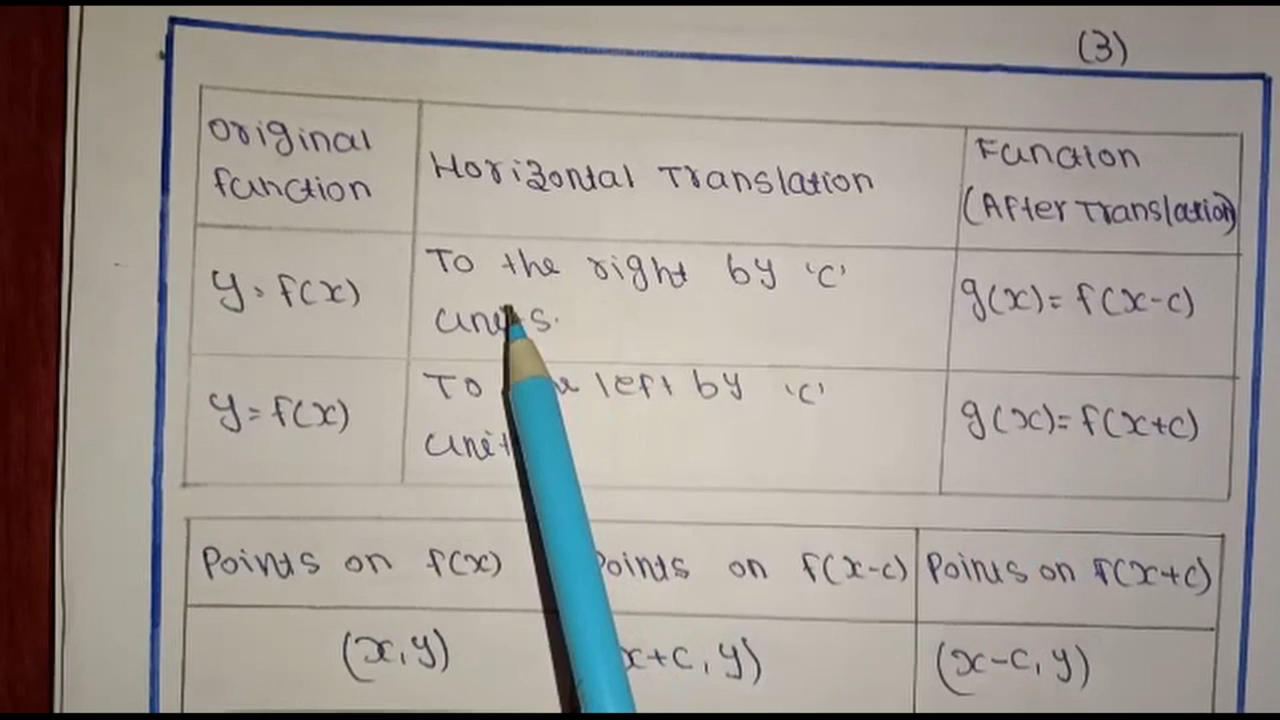 (3)
Original
function
Horizontal Translation
Function
(After Translation)
y=f(x)
To the right by 'c'
units.
g(x)= f(x-c)
y=f(x)
To left by 'c'
g(x)= f(x+c)
Points on f(x)
Points on f(x-c)
Points on f(x+c)
(x,y)
x+c, y)
(x-c, y)